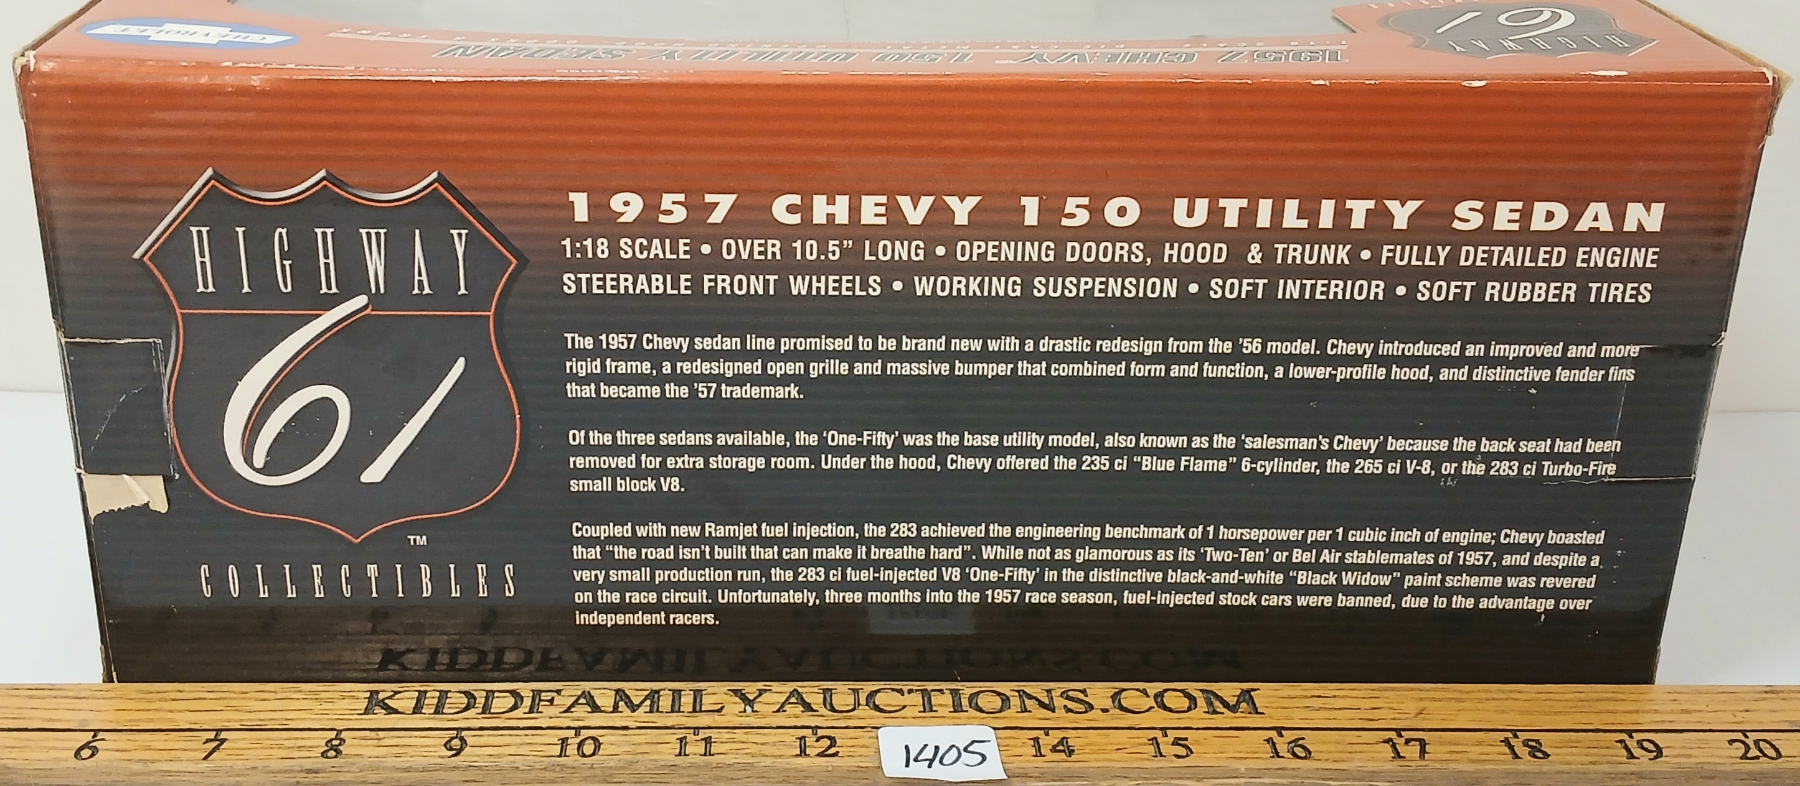 CHEVROLET
1957 CHEVY 150 UTILITY SEDAN
HIGHWAY
61
HIGHWAY
61
TM
COLLECTIBLES
1957 CHEVY 150 UTILITY SEDAN
1:18 SCALE • OVER 10.5” LONG • OPENING DOORS, HOOD & TRUNK • FULLY DETAILED ENGINE
STEERABLE FRONT WHEELS • WORKING SUSPENSION • SOFT INTERIOR • SOFT RUBBER TIRES
The 1957 Chevy sedan line promised to be brand new with a drastic redesign from the ’56 model. Chevy introduced an improved and more
rigid frame, a redesigned open grille and massive bumper that combined form and function, a lower-profile hood, and distinctive fender fins
that became the ’57 trademark.
Of the three sedans available, the ‘One-Fifty’ was the base utility model, also known as the ‘salesman’s Chevy’ because the back seat had been
removed for extra storage room. Under the hood, Chevy offered the 235 ci “Blue Flame” 6-cylinder, the 265 ci V-8, or the 283 ci Turbo-Fire
small block V8.
Coupled with new Ramjet fuel injection, the 283 achieved the engineering benchmark of 1 horsepower per 1 cubic inch of engine; Chevy boasted
that “the road isn’t built that can make it breathe hard”. While not as glamorous as its ‘Two-Ten’ or Bel Air stablemates of 1957, and despite a
very small production run, the 283 ci fuel-injected V8 ‘One-Fifty’ in the distinctive black-and-white “Black Widow” paint scheme was revered
on the race circuit. Unfortunately, three months into the 1957 race season, fuel-injected stock cars were banned, due to the advantage over
independent racers.
KIDDFAMILYAUCTIONS.COM
6 7 8 9 10 11 12 14 15 16 17 18 19 20
1405